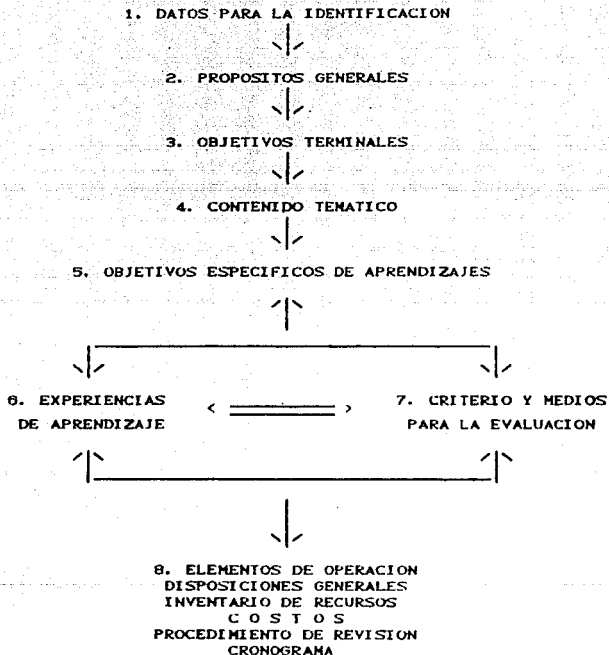 1. DATOS PARA LA IDENTIFICACION
2. PROPOSITOS GENERALES
3. OBJETIVOS TERMINALES
4. CONTENIDO TEMATICO
5. OBJETIVOS ESPECIFICOS DE APRENDIZAJES
6. EXPERIENCIAS
DE APRENDIZAJE
7. CRITERIO Y MEDIOS
PARA LA EVALUACION
8. ELEMENTOS DE OPERACION
DISPOSICIONES GENERALES
INVENTARIO DE RECURSOS
C O S T O S
PROCEDIMIENTO DE REVISION
CRONOGRAMA